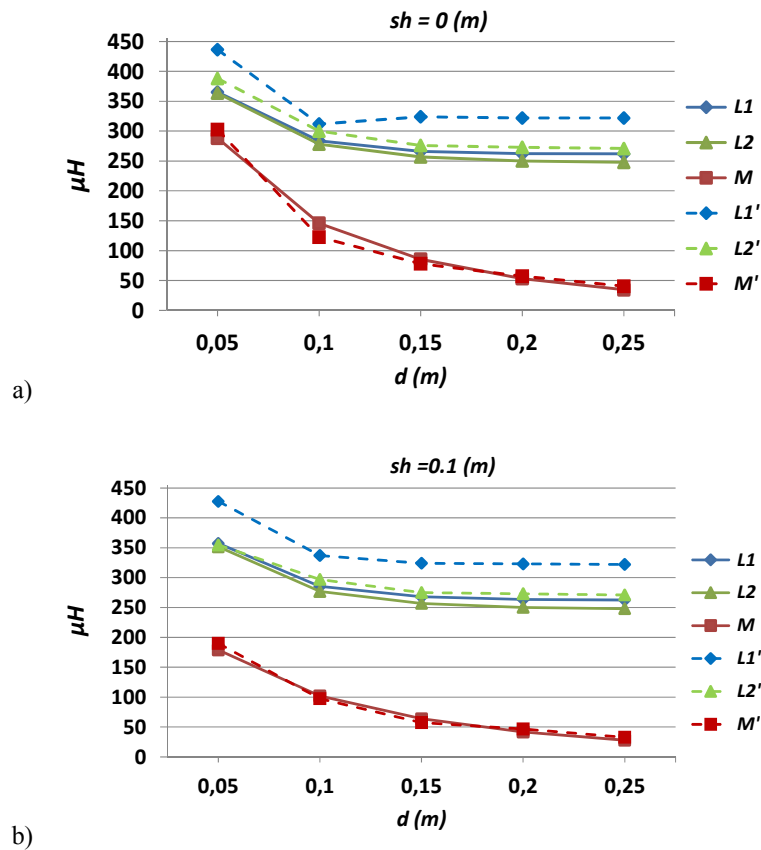 sh = 0 (m)
450
400
350
300
250
200
150
100
50
0
µH
0,05 0,1 0,15 0,2 0,25
d (m)
L1
L2
M
L1'
L2'
M'
a)
sh =0.1 (m)
450
400
350
300
250
200
150
100
50
0
µH
0,05 0,1 0,15 0,2 0,25
d (m)
L1
L2
M
L1'
L2'
M'
b)